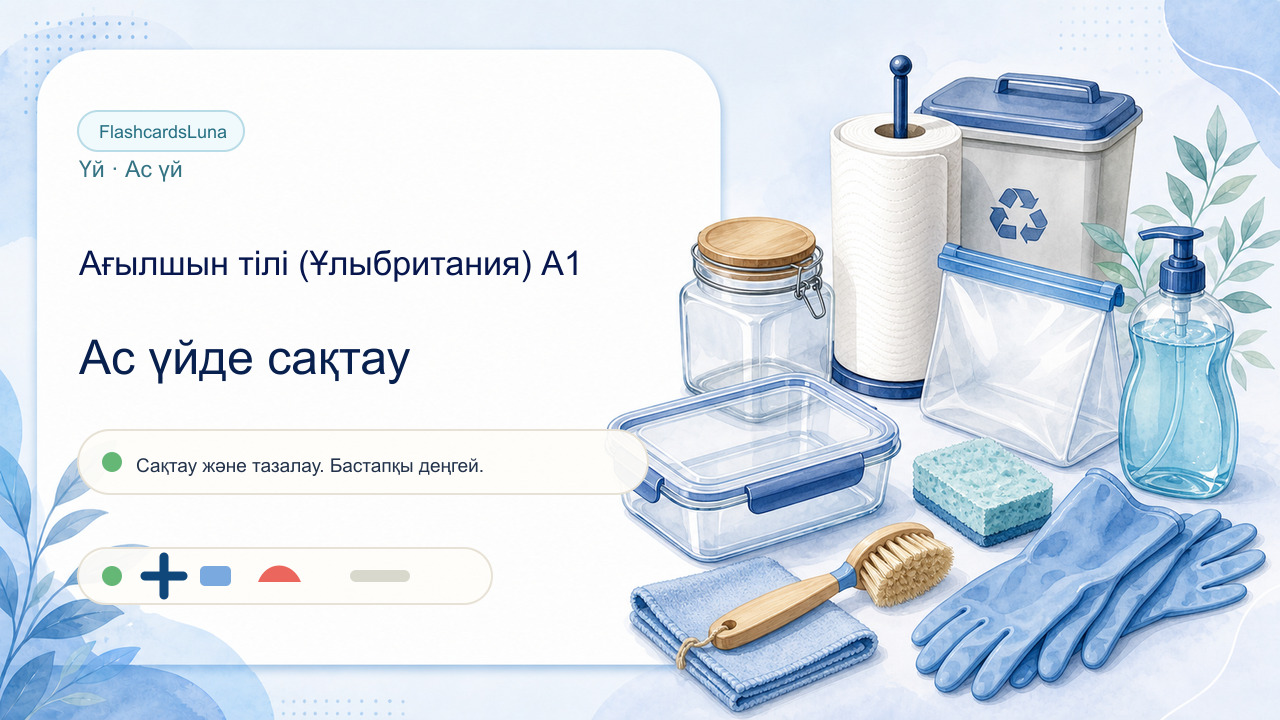 FlashcardsLuna
Үй · Ас үй
Ағылшын тілі (Ұлыбритания) A1
Ас үйде сақтау
Сақтау және тазалау. Бастапқы деңгей.